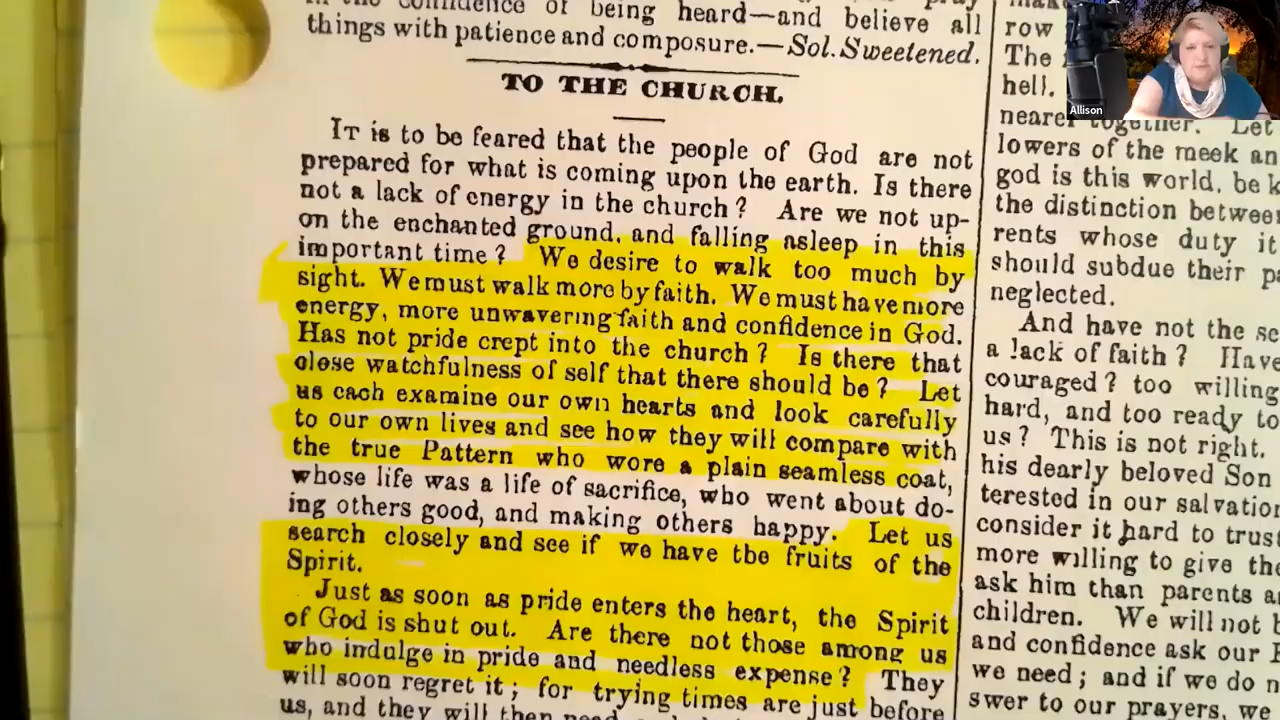 in the confidence of being heard—and believe all
things with patience and composure.—Sol. Sweetened.
TO THE CHURCH.
IT is to be feared that the people of God are not
prepared for what is coming upon the earth. Is there
not a lack of energy in the church? Are we not up-
on the enchanted ground, and falling asleep in this
important time? We desire to walk too much by
sight. We must walk more by faith. We must have more
energy, more unwavering faith and confidence in God.
Has not pride crept into the church? Is there that
close watchfulness of self that there should be? Let
us each examine our own hearts and look carefully
to our own lives and see how they will compare with
the true Pattern who wore a plain seamless coat,
whose life was a life of sacrifice, who went about do-
ing others good, and making others happy. Let us
search closely and see if we have the fruits of the
Spirit.
Just as soon as pride enters the heart, the Spirit
of God is shut out. Are there not those among us
who indulge in pride and needless expense? They
will soon regret it; for trying times are just before
us, and they will then need
row
The
hell.
nearer together. Let
lowers of the meek an
god is this world, be k
the distinction between
rents whose duty it
should subdue their pa
neglected.
And have not the sc
a lack of faith? Have
couraged? too willing
hard, and too ready to
us? This is not right.
his dearly beloved Son
terested in our salvation
consider it hard to trust
more willing to give the
ask him than parents a
children. We will not b
and confidence ask our F
we need; and if we do n
swer to our prayers, we
Allison